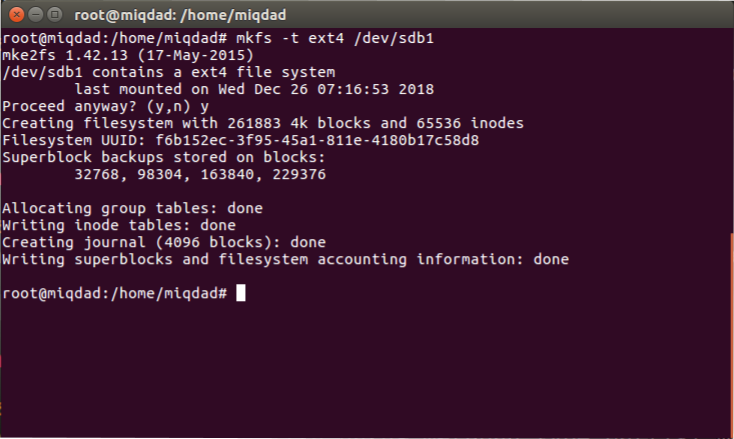 root@miqdad: /home/miqdad
root@miqdad:/home/miqdad# mkfs -t ext4 /dev/sdb1
mke2fs 1.42.13 (17-May-2015)
/dev/sdb1 contains a ext4 file system
        last mounted on Wed Dec 26 07:16:53 2018
Proceed anyway? (y,n) y
Creating filesystem with 261883 4k blocks and 65536 inodes
Filesystem UUID: f6b152ec-3f95-45a1-811e-4180b17c58d8
Superblock backups stored on blocks:
        32768, 98304, 163840, 229376
Allocating group tables: done
Writing inode tables: done
Creating journal (4096 blocks): done
Writing superblocks and filesystem accounting information: done
root@miqdad:/home/miqdad#